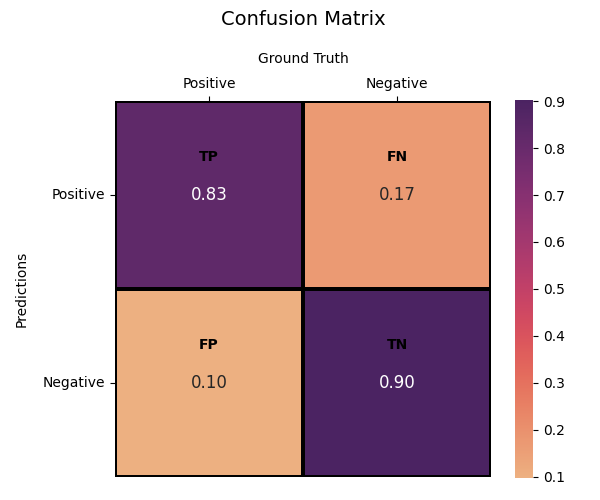 Confusion Matrix
Ground Truth
Positive Negative
Predictions
Positive
TP
0.83
FN
0.17
Negative
FP
0.10
TN
0.90
0.9
0.8
0.7
0.6
0.5
0.4
0.3
0.2
0.1